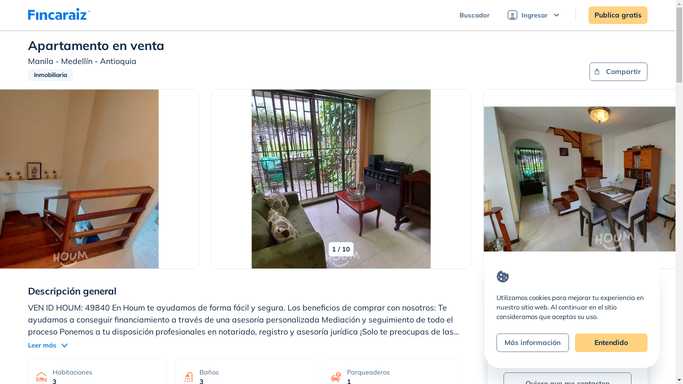 Fincaraiz
Buscador
Ingresar
Publica gratis
Apartamento en venta
Manila - Medellín - Antioquia
Inmobiliaria
Compartir
HOUM
HOUM
1 / 10
HOUM
Descripción general
VEN ID HOUM: 49840 En Houm te ayudamos de forma fácil y segura. Los beneficios de comprar con nosotros: Te
ayudamos a conseguir financiamiento a través de una asesoría personalizada Mediación y seguimiento de todo el
proceso Ponemos a tu disposición profesionales en notariado, registro y asesoría jurídica ¡Solo te preocupas de las...
Leer más
Habitaciones
3
Baños
3
Parqueaderos
1
Utilizamos cookies para mejorar tu experiencia en
nuestro sitio web. Al continuar en el sitio
consideramos que aceptas su uso.
Más información
Entendido
Quiero que me contacten